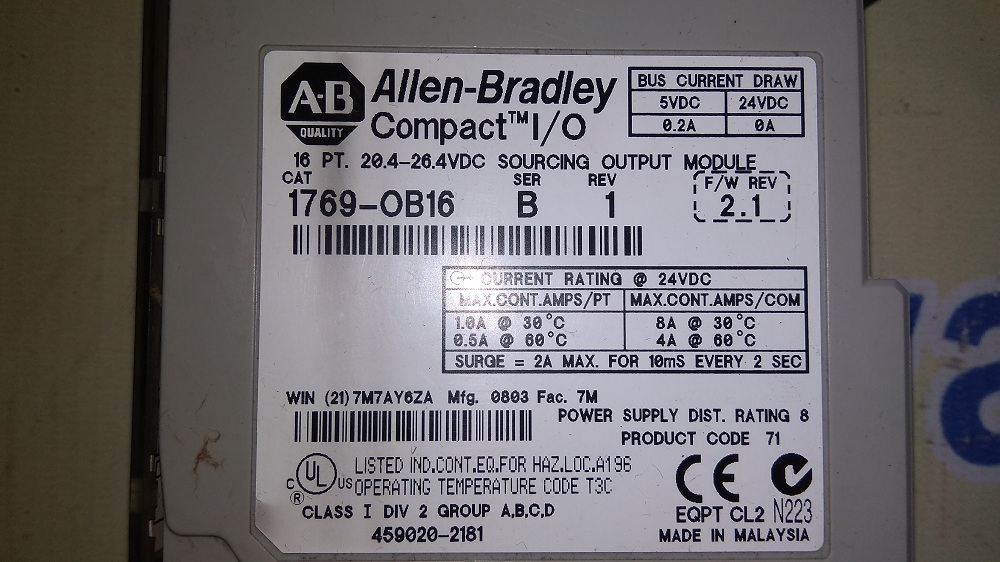 A-B
QUALITY
Allen-Bradley
Compact™ I/O
BUS CURRENT DRAW
5VDC 24VDC
0.2A 0A
16 PT. 20.4-26.4VDC SOURCING OUTPUT MODULE
CAT SER REV F/W REV
1769-OB16 B 1 2.1
CURRENT RATING @ 24VDC
MAX.CONT.AMPS/PT MAX.CONT.AMPS/COM
1.0A @ 30°C 8A @ 30°C
0.5A @ 60°C 4A @ 60°C
SURGE = 2A MAX. FOR 10mS EVERY 2 SEC
WIN (21)7M7AY6ZA Mfg. 0803 Fac. 7M
POWER SUPPLY DIST. RATING 8
PRODUCT CODE 71
C UL US ®
LISTED IND.CONT.EQ.FOR HAZ.LOC.A196
OPERATING TEMPERATURE CODE T3C
CLASS I DIV 2 GROUP A,B,C,D
459020-2181
CE
EQPT CL2 N223
MADE IN MALAYSIA